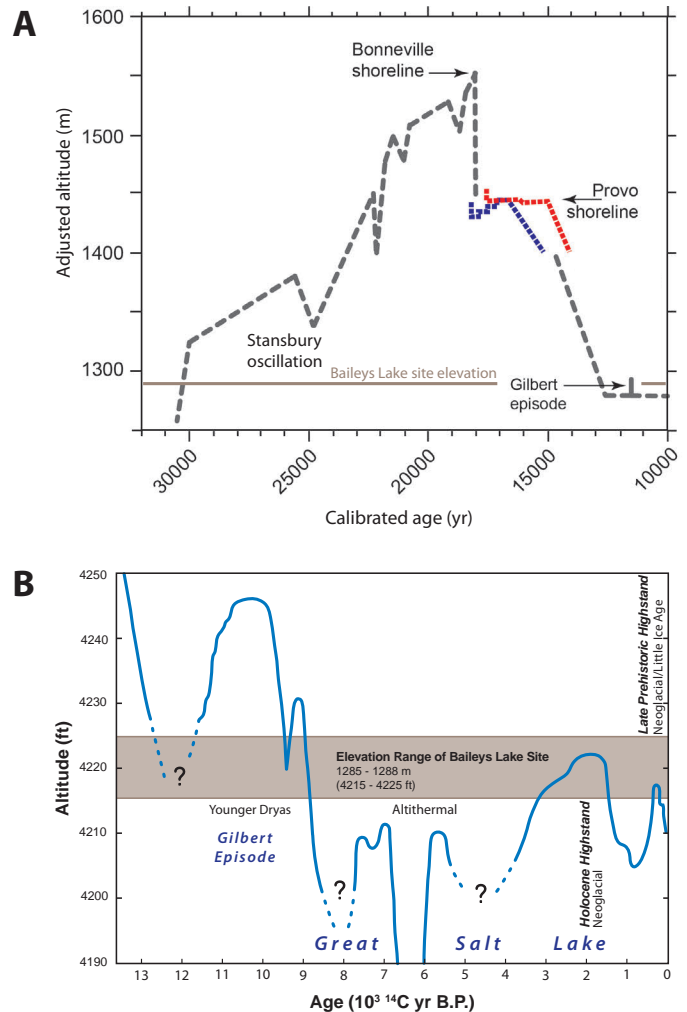 A
1600
1500
1400
1300
Adjusted altitude (m)
Bonneville
shoreline
Provo
shoreline
Stansbury
oscillation
Baileys Lake site elevation
Gilbert
episode
30000
25000
20000
15000
10000
Calibrated age (yr)
B
4250
4240
4230
4220
4210
4200
4190
Altitude (ft)
Late Prehistoric Highstand
Neoglacial/Little Ice Age
Elevation Range of Baileys Lake Site
1285 - 1288 m
(4215 - 4225 ft)
Younger Dryas
Altithermal
Gilbert
Episode
Holocene Highstand
Neoglacial
?
?
?
Great Salt Lake
13 12 11 10 9 8 7 6 5 4 3 2 1 0
Age (10³ ¹⁴C yr B.P.)